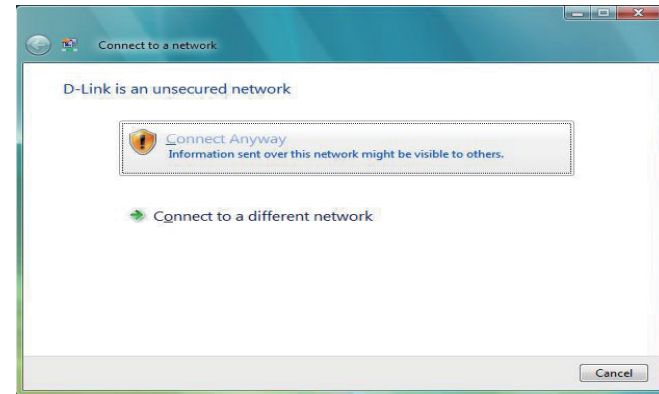 Connect to a network
D-Link is an unsecured network
Connect Anyway
Information sent over this network might be visible to others.
Connect to a different network
Cancel